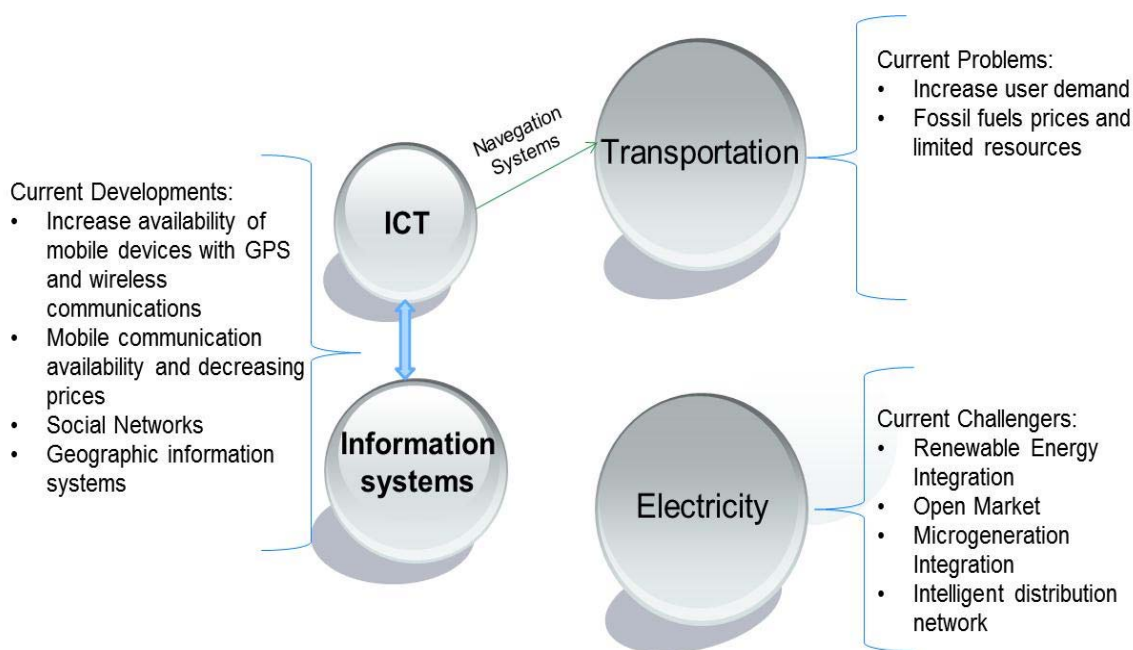 Current Developments:
• Increase availability of
mobile devices with GPS
and wireless
communications
• Mobile communication
availability and decreasing
prices
• Social Networks
• Geographic information
systems
ICT
Information
systems
Navegation
Systems
Transportation
Electricity
Current Problems:
• Increase user demand
• Fossil fuels prices and
limited resources
Current Challengers:
• Renewable Energy
Integration
• Open Market
• Microgeneration
Integration
• Intelligent distribution
network